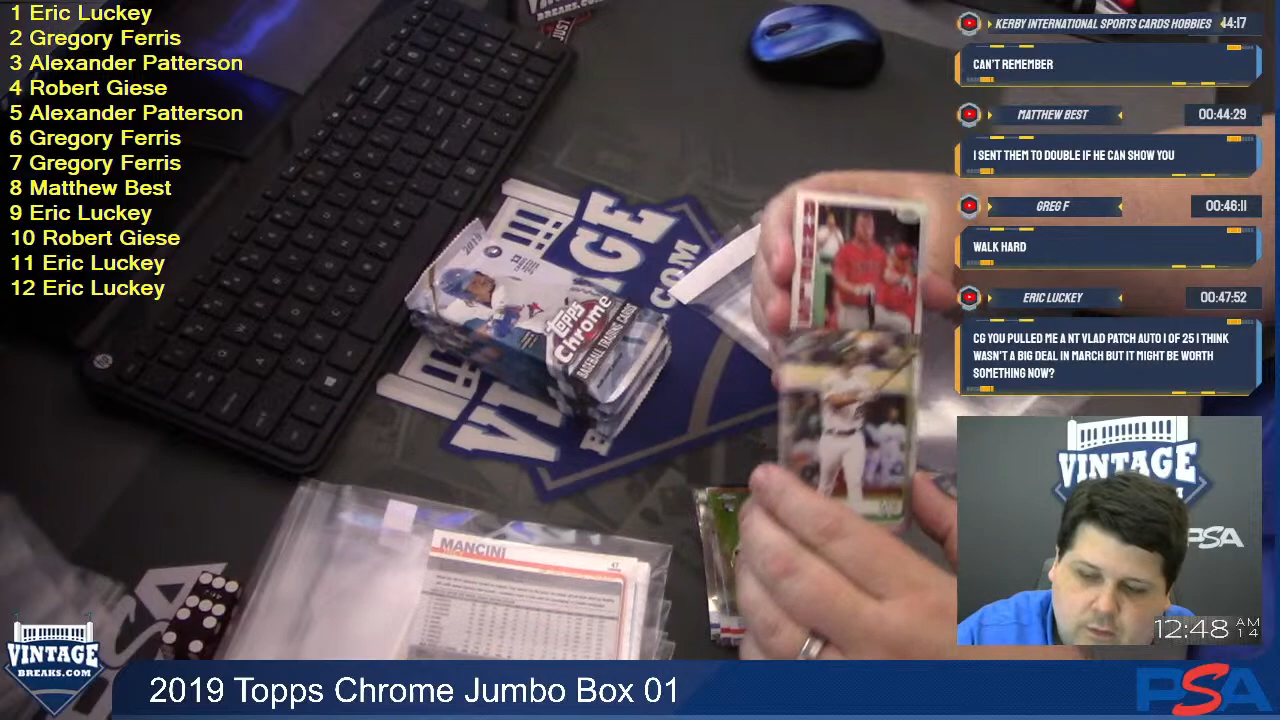 1 Eric Luckey
2 Gregory Ferris
3 Alexander Patterson
4 Robert Giese
5 Alexander Patterson
6 Gregory Ferris
7 Gregory Ferris
8 Matthew Best
9 Eric Luckey
10 Robert Giese
11 Eric Luckey
12 Eric Luckey
KERBY INTERNATIONAL SPORTS CARDS HOBBIES 44:17
CAN'T REMEMBER
MATTHEW BEST 00:44:29
I SENT THEM TO DOUBLE IF HE CAN SHOW YOU
GREG F 00:46:11
WALK HARD
ERIC LUCKEY 00:47:52
CG YOU PULLED ME A NT VLAD PATCH AUTO 1 OF 25 I THINK
WASN'T A BIG DEAL IN MARCH BUT IT MIGHT BE WORTH
SOMETHING NOW?
2019
Topps
Chrome
BASEBALL TRADING CARDS
.COM
MANCINI
47
VINTAGE
PSA
12:48 AM
14
VINTAGE
BREAKS.COM
2019 Topps Chrome Jumbo Box 01
PSA